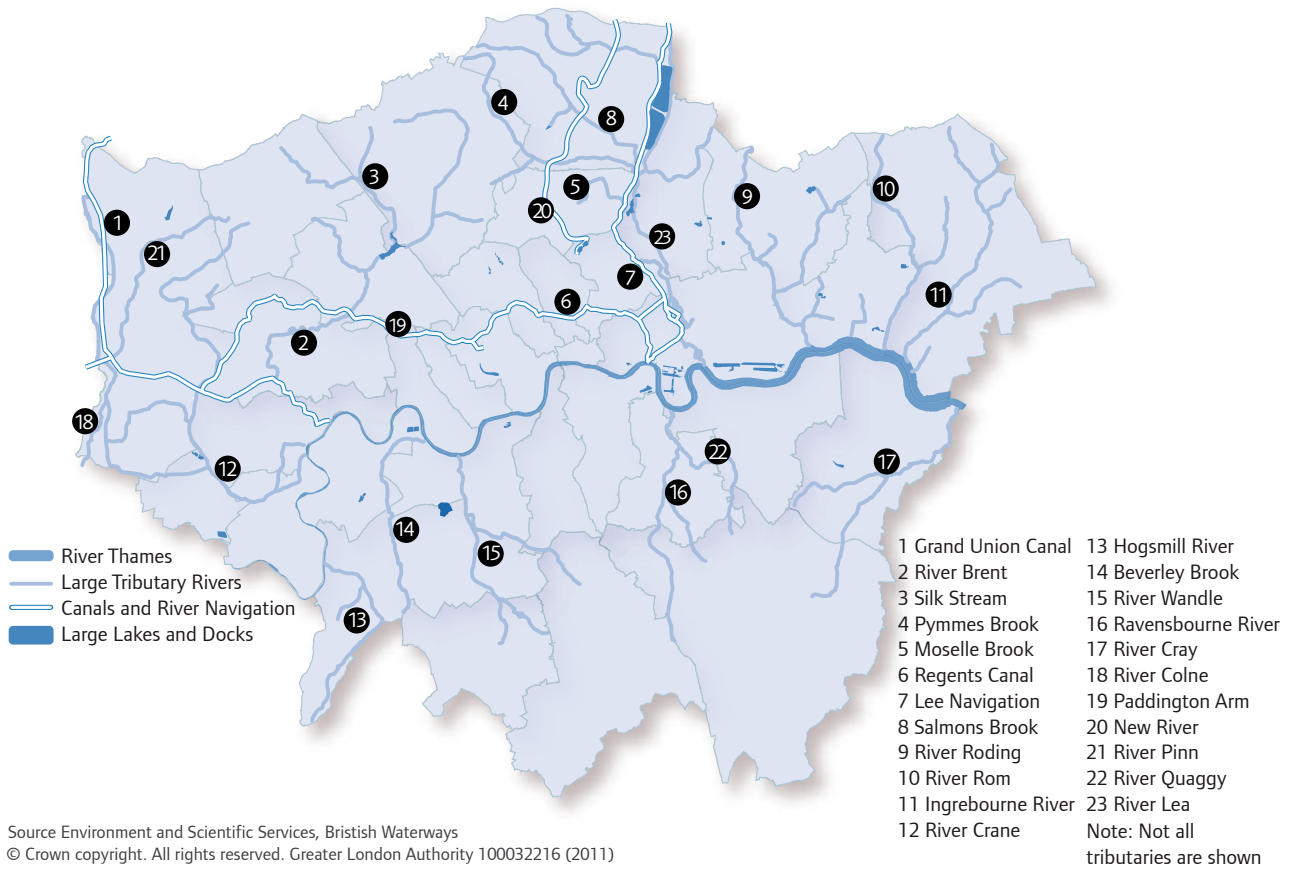 4
8
3
5
9
10
1
20
21
23
7
11
6
19
2
18
22
12
17
16
14
15
13
River Thames
Large Tributary Rivers
Canals and River Navigation
Large Lakes and Docks
1 Grand Union Canal
2 River Brent
3 Silk Stream
4 Pymmes Brook
5 Moselle Brook
6 Regents Canal
7 Lee Navigation
8 Salmons Brook
9 River Roding
10 River Rom
11 Ingrebourne River
12 River Crane
13 Hogsmill River
14 Beverley Brook
15 River Wandle
16 Ravensbourne River
17 River Cray
18 River Colne
19 Paddington Arm
20 New River
21 River Pinn
22 River Quaggy
23 River Lea
Note: Not all
tributaries are shown
Source Environment and Scientific Services, Bristish Waterways
© Crown copyright. All rights reserved. Greater London Authority 100032216 (2011)